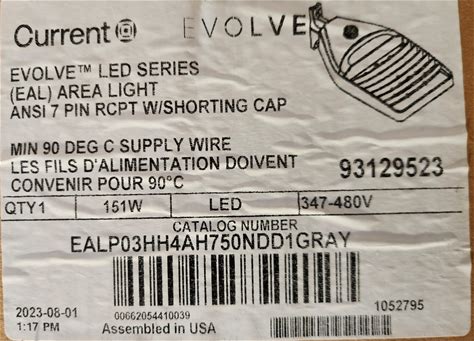 Current
EVOLVE
EVOLVE™ LED SERIES
(EAL) AREA LIGHT
ANSI 7 PIN RCPT W/SHORTING CAP
MIN 90 DEG C SUPPLY WIRE
LES FILS D'ALIMENTATION DOIVENT
CONVENIR POUR 90°C
93129523
QTY1 151W LED 347-480V
CATALOG NUMBER
EALP03HH4AH750NDD1GRAY
00662054410039
2023-08-01
1:17 PM
Assembled in USA
1052795